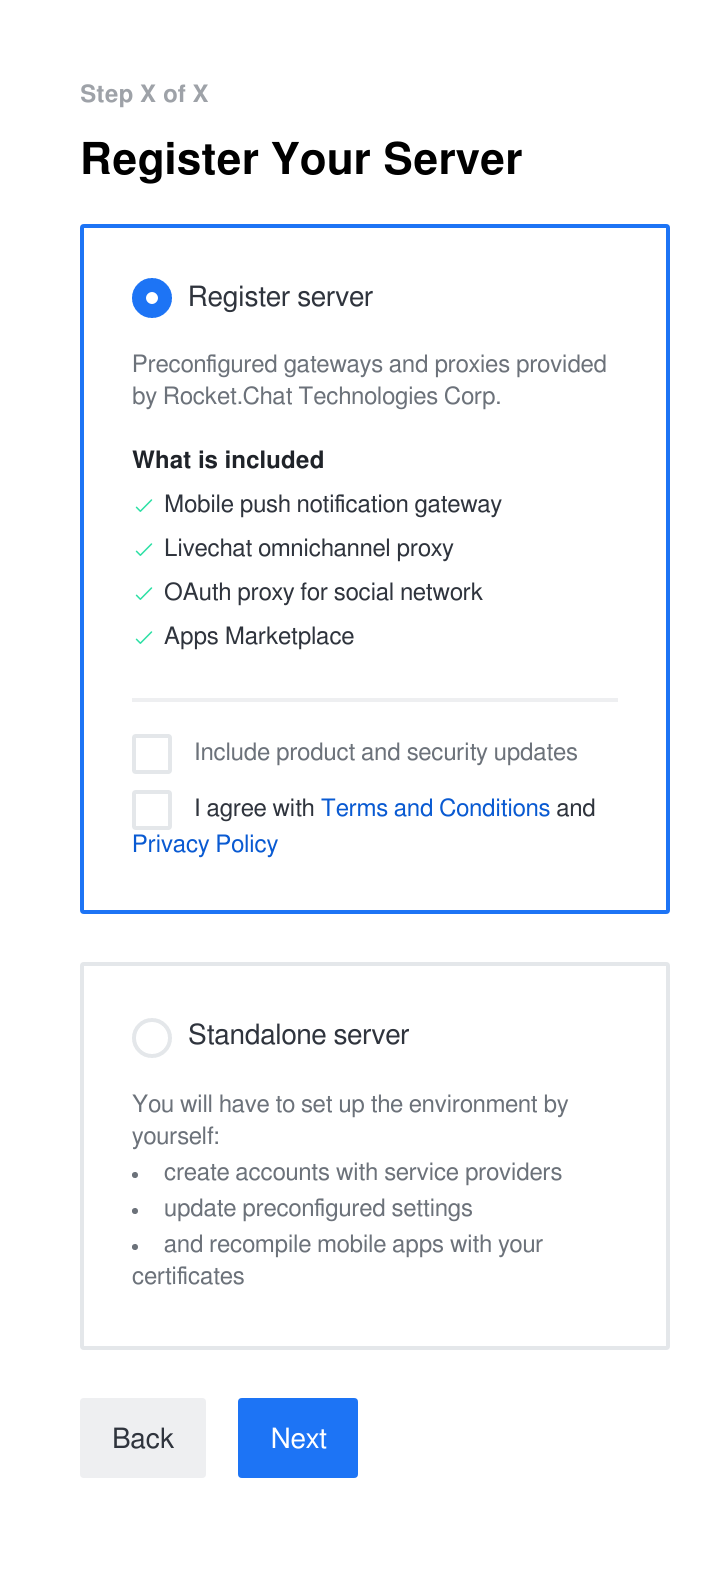 Step X of X
Register Your Server
Register server
Preconfigured gateways and proxies provided
by Rocket.Chat Technologies Corp.
What is included
Mobile push notification gateway
Livechat omnichannel proxy
OAuth proxy for social network
Apps Marketplace
Include product and security updates
I agree with Terms and Conditions and
Privacy Policy
Standalone server
You will have to set up the environment by
yourself:
• create accounts with service providers
• update preconfigured settings
• and recompile mobile apps with your
certificates
Back Next